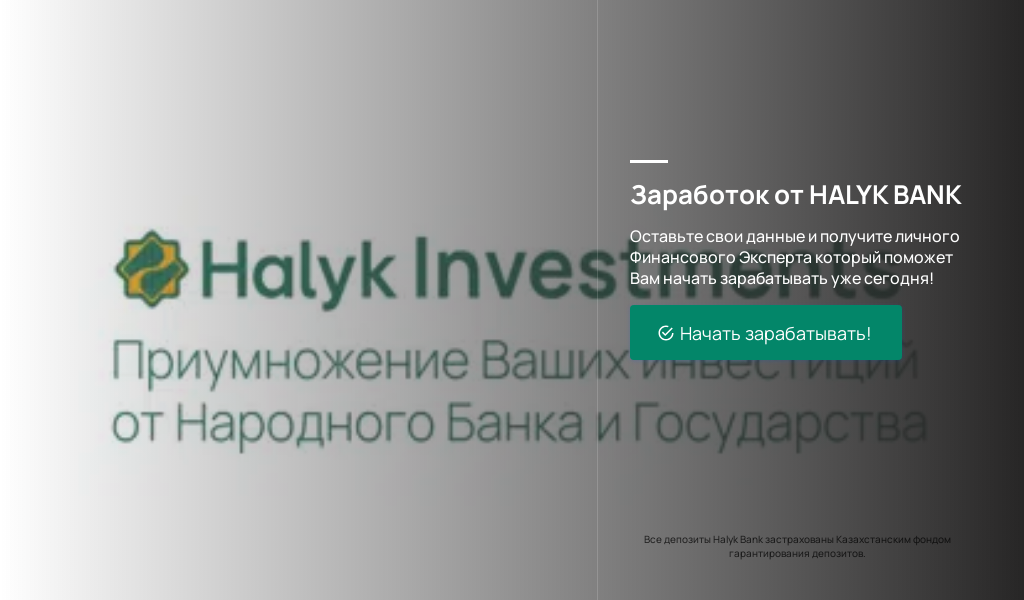 Halyk Investments
Приумножение Ваших инвестиций
от Народного Банка и Государства
Заработок от HALYK BANK
Оставьте свои данные и получите личного
Финансового Эксперта который поможет
Вам начать зарабатывать уже сегодня!
Начать зарабатывать!
Все депозиты Halyk Bank застрахованы Казахстанским фондом
гарантирования депозитов.